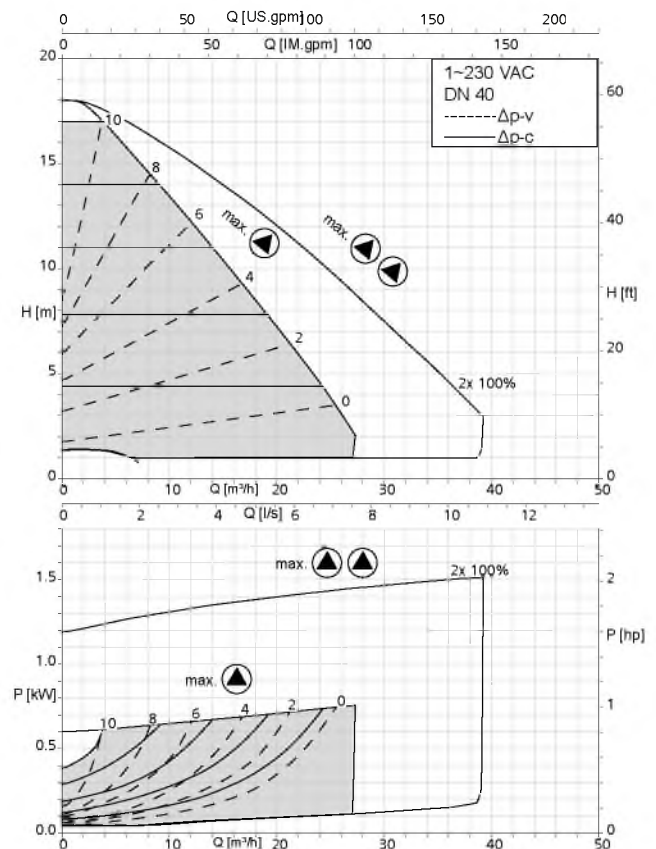 Q [US.gpm]
0 50 100 150 200
Q [IM.gpm]
0 50 100 150 200
20
15
10
H [m]
5
0
60
40
H [ft]
20
0
1~230 VAC
DN 40
Δp-v
Δp-c
10
8
6
4
2
0
max.
max.
2x 100%
0 10 20 30 40 50
Q [m³/h]
0 2 4 6 8 10 12
Q [l/s]
1.5
1.0
P [kW]
0.5
0.0
2
P [hp]
1
0
max.
2x 100%
max.
10 8 6 4 2 0
0 10 20 30 40 50
Q [m³/h]